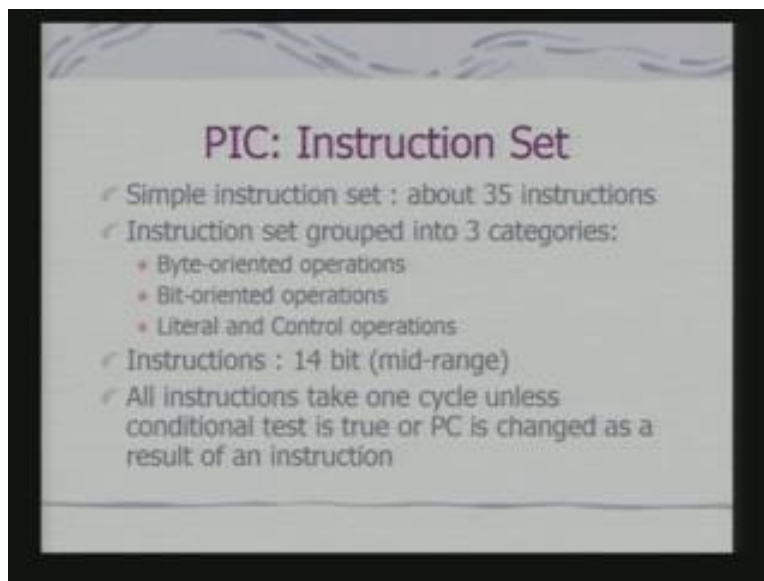 PIC: Instruction Set
Simple instruction set : about 35 instructions
Instruction set grouped into 3 categories:
Byte-oriented operations
Bit-oriented operations
Literal and Control operations
Instructions : 14 bit (mid-range)
All instructions take one cycle unless
conditional test is true or PC is changed as a
result of an instruction